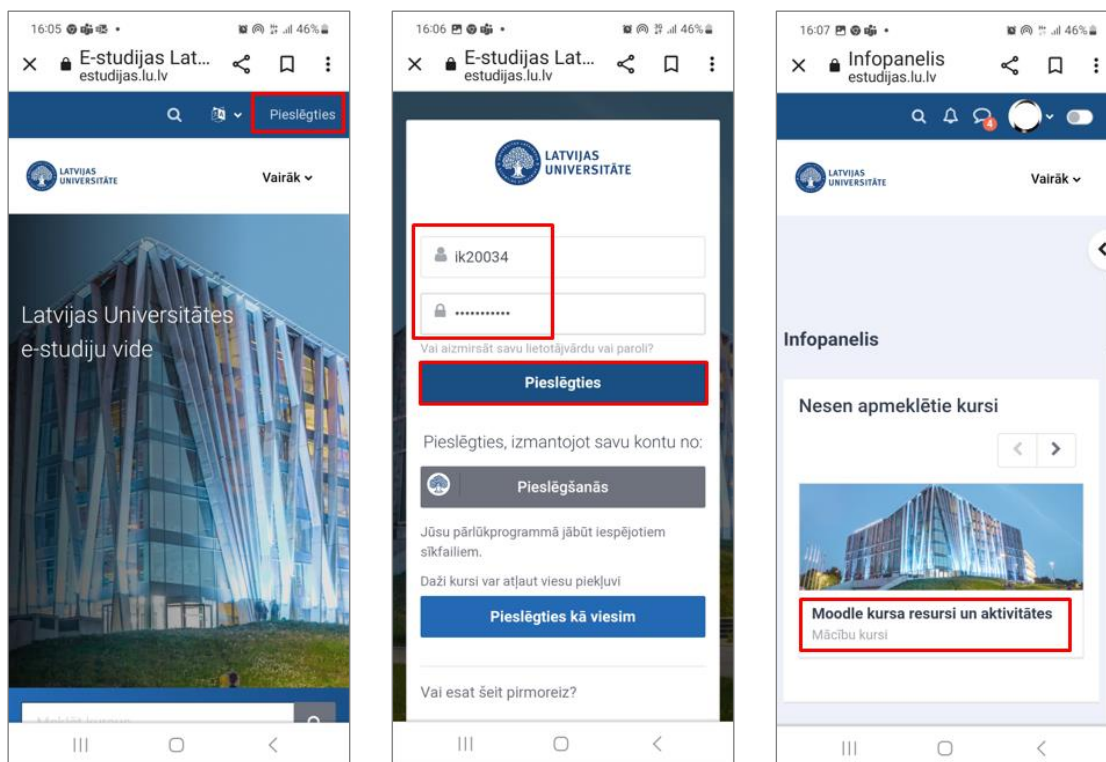 16:05
46%
E-studijas Lat...
estudijas.lu.lv
Pieslēgties
LATVIJAS
UNIVERSITĀTE
Vairāk
Latvijas Universitātes
e-studiju vide
16:06
46%
E-studijas Lat...
estudijas.lu.lv
LATVIJAS
UNIVERSITĀTE
ik20034
Vai aizmirsāt savu lietotājvārdu vai paroli?
Pieslēgties
Pieslēgties, izmantojot savu kontu no:
Pieslēgšanās
Jūsu pārlūkprogrammā jābūt iespējotiem
sīkfailiem.
Daži kursi var atļaut viesu piekļuvi
Pieslēgties kā viesim
Vai esat šeit pirmoreiz?
16:07
46%
Infopanelis
estudijas.lu.lv
4
LATVIJAS
UNIVERSITĀTE
Vairāk
Infopanelis
Nesen apmeklētie kursi
Moodle kursa resursi un aktivitātes
Mācību kursi